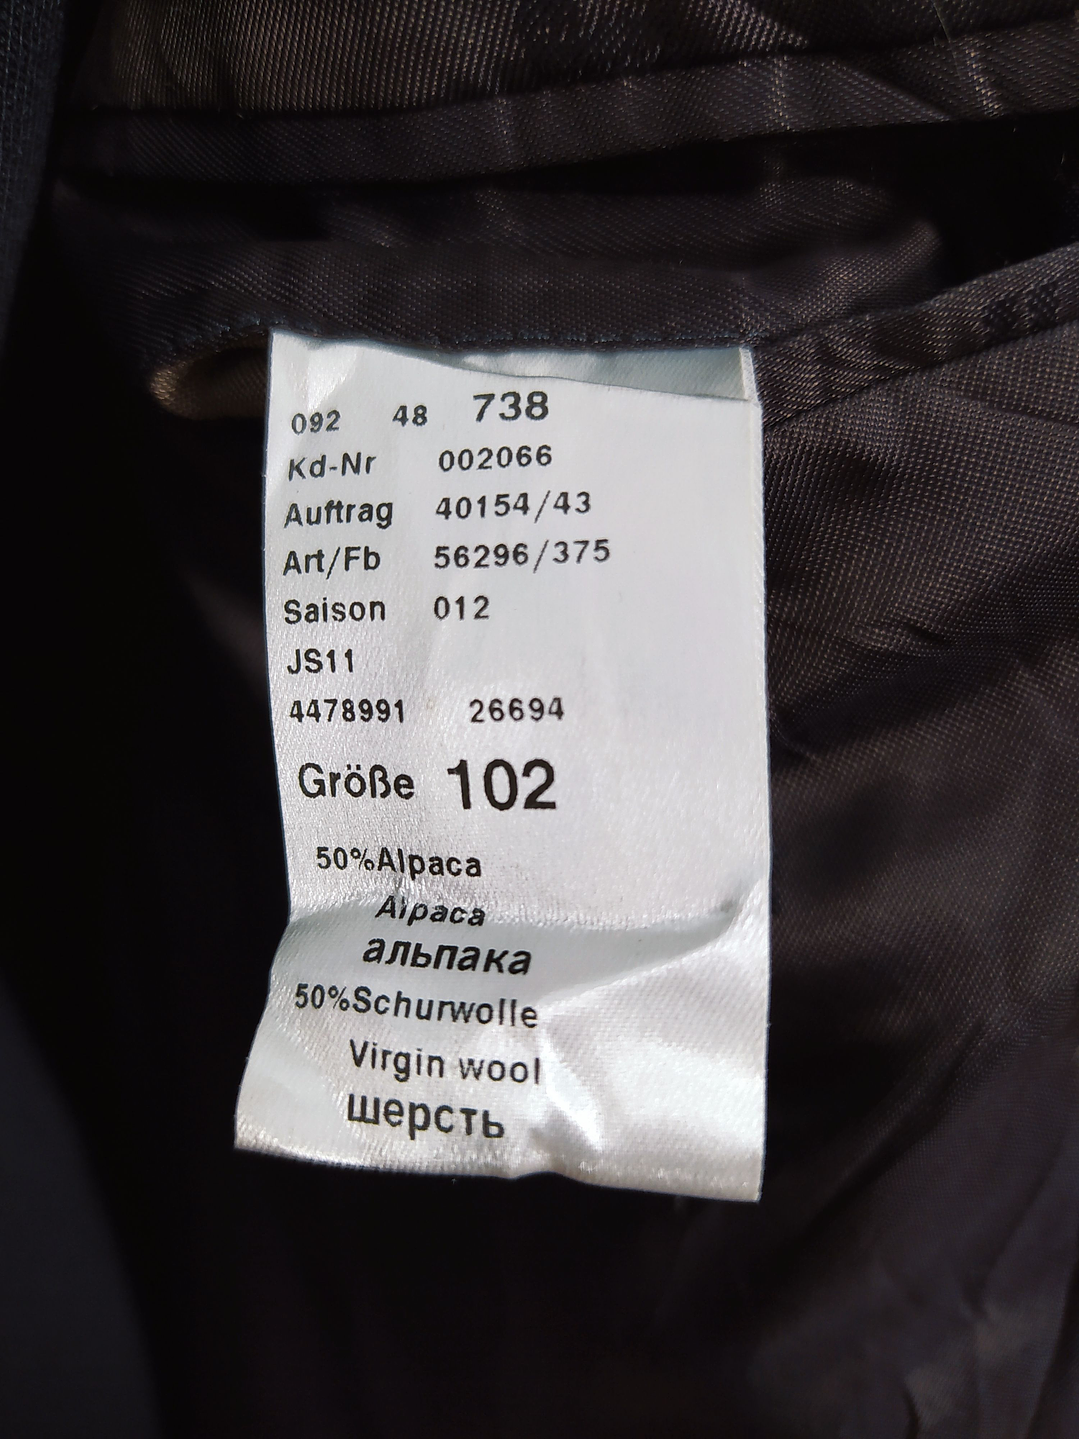 092 48 738
Kd-Nr 002066
Auftrag 40154/43
Art/Fb 56296/375
Saison 012
JS11
4478991 26694
Größe 102
50%Alpaca
Alpaca
альпака
50%Schurwolle
Virgin wool
шерсть